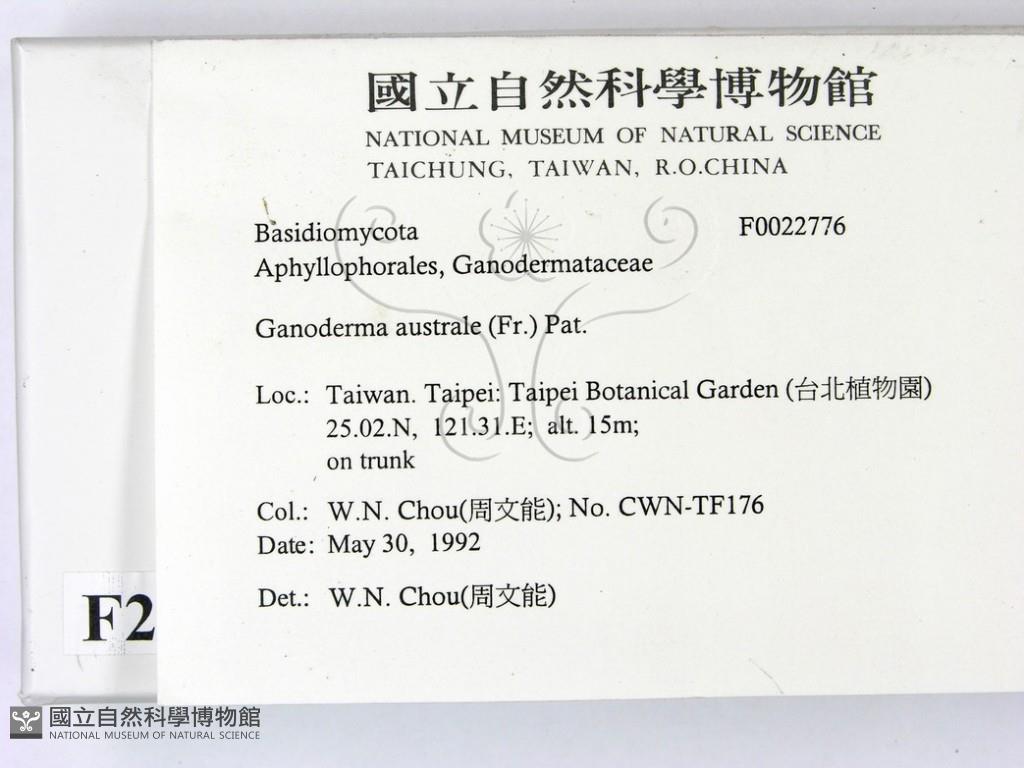 國立自然科學博物館
NATIONAL MUSEUM OF NATURAL SCIENCE
TAICHUNG, TAIWAN, R.O.CHINA
Basidiomycota F0022776
Aphyllophorales, Ganodermataceae
Ganoderma australe (Fr.) Pat.
Loc.: Taiwan. Taipei: Taipei Botanical Garden (台北植物園)
25.02.N, 121.31.E; alt. 15m;
on trunk
Col.: W.N. Chou(周文能); No. CWN-TF176
Date: May 30, 1992
Det.: W.N. Chou(周文能)
F2
國立自然科學博物館
NATIONAL MUSEUM OF NATURAL SCIENCE